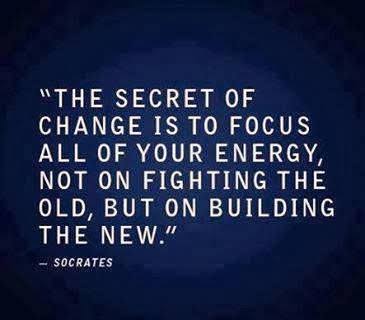 “THE SECRET OF
CHANGE IS TO FOCUS
ALL OF YOUR ENERGY,
NOT ON FIGHTING THE
OLD, BUT ON BUILDING
THE NEW.”
— SOCRATES